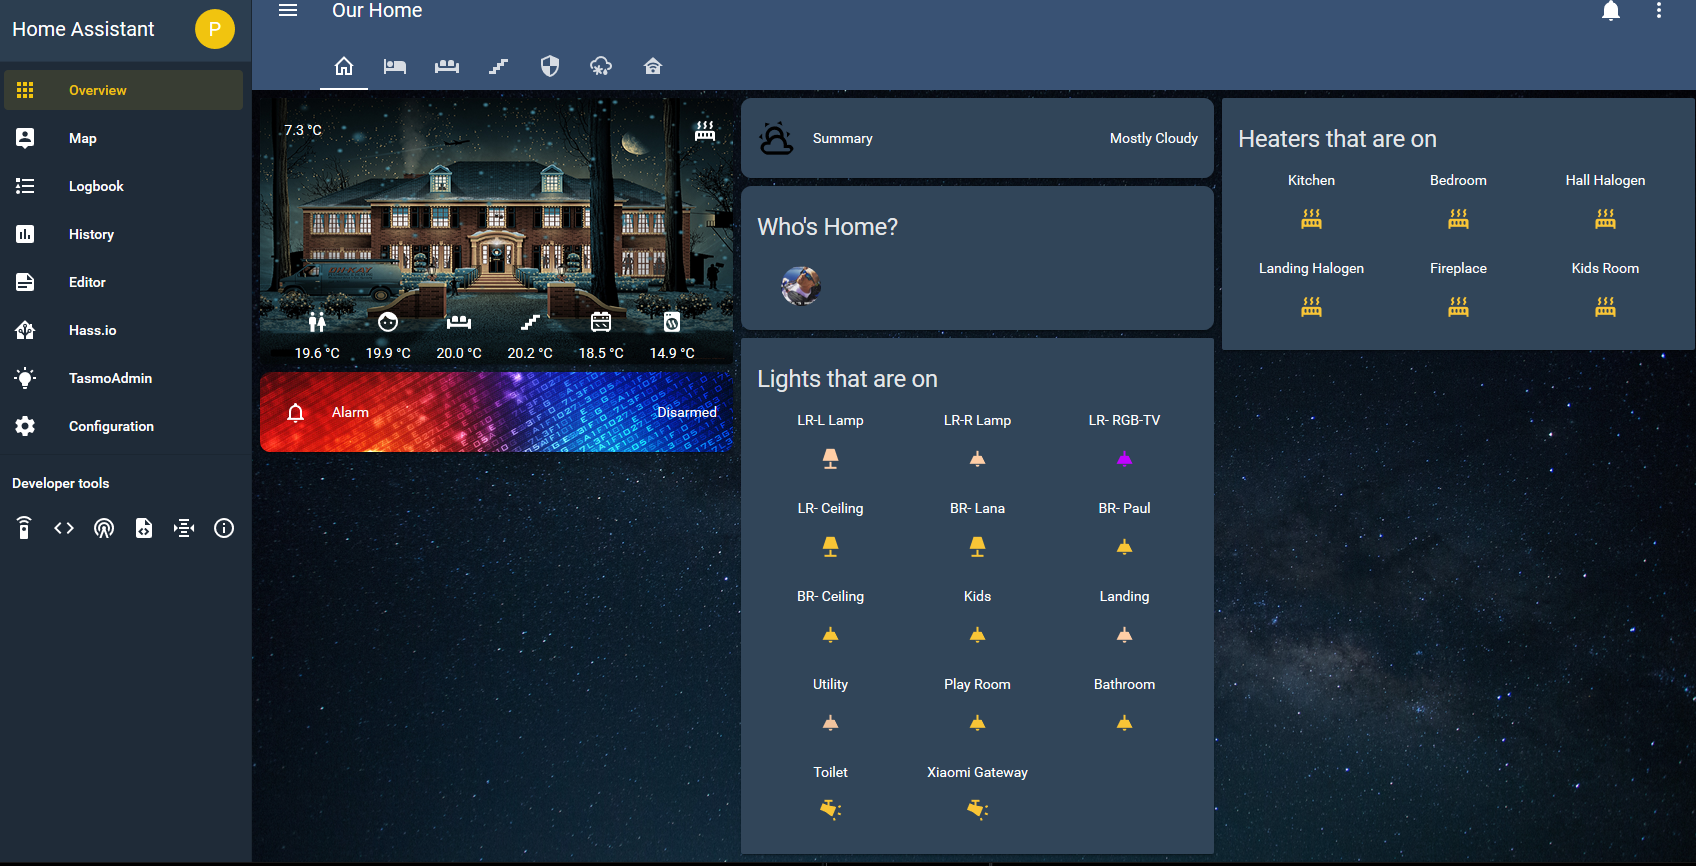 Home Assistant
P
Overview
Map
Logbook
History
Editor
Hass.io
TasmoAdmin
Configuration
Developer tools
Our Home
7.3 °C
19.6 °C 19.9 °C 20.0 °C 20.2 °C 18.5 °C 14.9 °C
Alarm Disarmed
Summary Mostly Cloudy
Who's Home?
Lights that are on
LR-L Lamp LR-R Lamp LR- RGB-TV
LR- Ceiling BR- Lana BR- Paul
BR- Ceiling Kids Landing
Utility Play Room Bathroom
Toilet Xiaomi Gateway
Heaters that are on
Kitchen Bedroom Hall Halogen
Landing Halogen Fireplace Kids Room